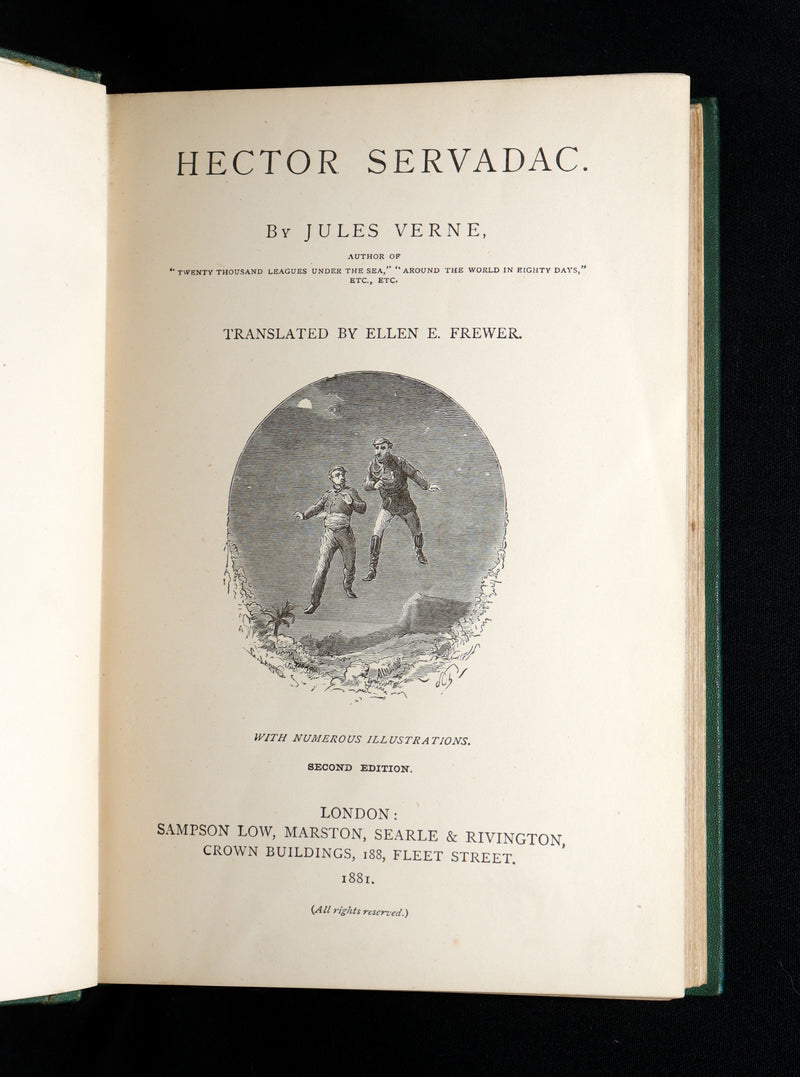 HECTOR SERVADAC.
BY JULES VERNE,
AUTHOR OF
"TWENTY THOUSAND LEAGUES UNDER THE SEA," "AROUND THE WORLD IN EIGHTY DAYS,"
ETC., ETC.
TRANSLATED BY ELLEN E. FREWER.
WITH NUMEROUS ILLUSTRATIONS.
SECOND EDITION.
LONDON:
SAMPSON LOW, MARSTON, SEARLE & RIVINGTON,
CROWN BUILDINGS, 188, FLEET STREET.
1881.
(All rights reserved.)